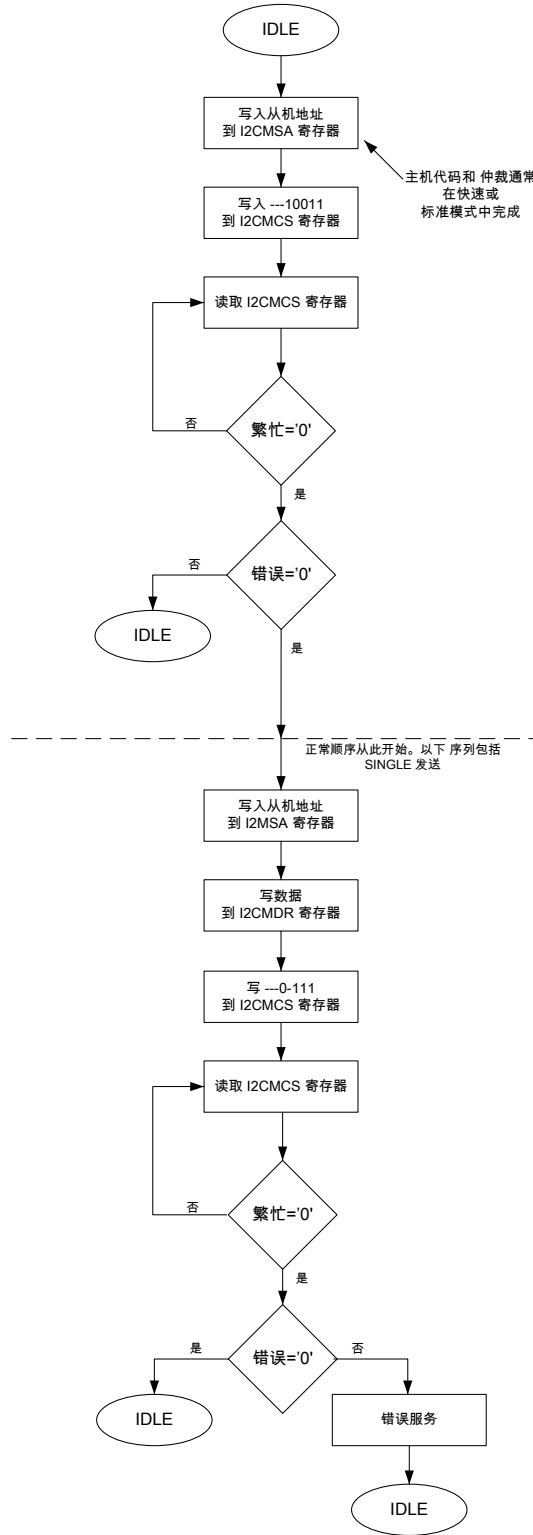 IDLE
写入从机地址
到 I2CMSA 寄存器
主机代码和 仲裁通常
在快速或
标准模式中完成
写入 ---10011
到 I2CMCS 寄存器
读取 I2CMCS 寄存器
繁忙='0'
否
是
错误='0'
否
IDLE
是
正常顺序从此开始。以下 序列包括
SINGLE 发送
写入从机地址
到 I2MSA 寄存器
写数据
到 I2CMDR 寄存器
写 ---0-111
到 I2CMCS 寄存器
读取 I2CMCS 寄存器
繁忙='0'
否
是
错误='0'
是
否
IDLE
错误服务
IDLE